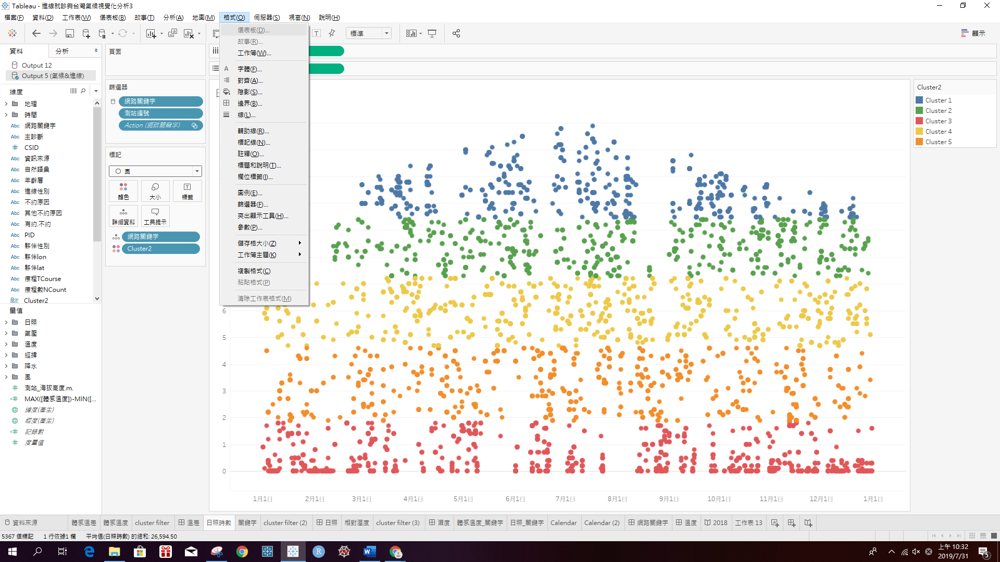 Tableau - 進線就診與台灣氣候視覺化分析3
檔案(F) 資料(D) 工作表(W) 儀表板(B) 故事(T) 分析(A) 地圖(M) 格式(O) 伺服器(S) 視窗(N) 說明(H)
標準
顯示
資料
分析
Output 12
Output 5 (氣候&進線)
維度
地理
時間
Abc 網路關鍵字
Abc 主診斷
CSID
Abc 資訊來源
Abc 自然語彙
Abc 年齡層
Abc 進線性別
Abc 不約原因
Abc 其他不約原因
Abc 有約.不約
Abc PID
Abc 夥伴性別
Abc 夥伴lon
Abc 夥伴lat
Abc 療程TCourse
Abc 療程數NCount
Cluster2
量值
日照
氣壓
溫度
經緯
降水
風
測站_海拔高度.m.
MAX([體感溫度])-MIN([...
緯度(產生)
經度(產生)
記錄數
度量值
頁面
篩選器
網路關鍵字
測站編號
Action (網路關鍵字)
標記
圓
顏色
大小
標籤
詳細資料
工具提示
網路關鍵字
Cluster2
儀表板(D)...
故事(R)...
工作簿(W)...
字體(F)...
對齊(A)...
陰影(S)...
邊界(B)...
線(L)...
輔助線(R)...
標記線(N)...
註釋(O)...
標題和說明(T)...
欄位標籤(I)...
圖例(E)...
篩選器(F)...
突出顯示工具(H)...
參數(P)...
儲存格大小(Z)
工作簿主題(K)
複製格式(C)
粘貼格式(P)
清除工作表格式(M)
6
5
4
3
2
1
0
1月1日 2月1日 3月1日 4月1日 5月1日 6月1日 7月1日 8月1日 9月1日 10月1日 11月1日 12月1日 1月1日
Cluster2
Cluster 1
Cluster 2
Cluster 3
Cluster 4
Cluster 5
資料來源 體感溫差 體感溫度 cluster filter 溫差 日照時數 關鍵字 cluster filter (2) 日照 相對溼度 cluster filter (3) 濕度 體感溫度_關鍵字 日照_關鍵字 Calendar Calendar (2) 網路關鍵字 溫度 2018 工作表 13
5367 個標記 1 行依據1 欄 平均值(日照時數) 的總和: 26,594.50
上午 10:32
2019/7/31
5